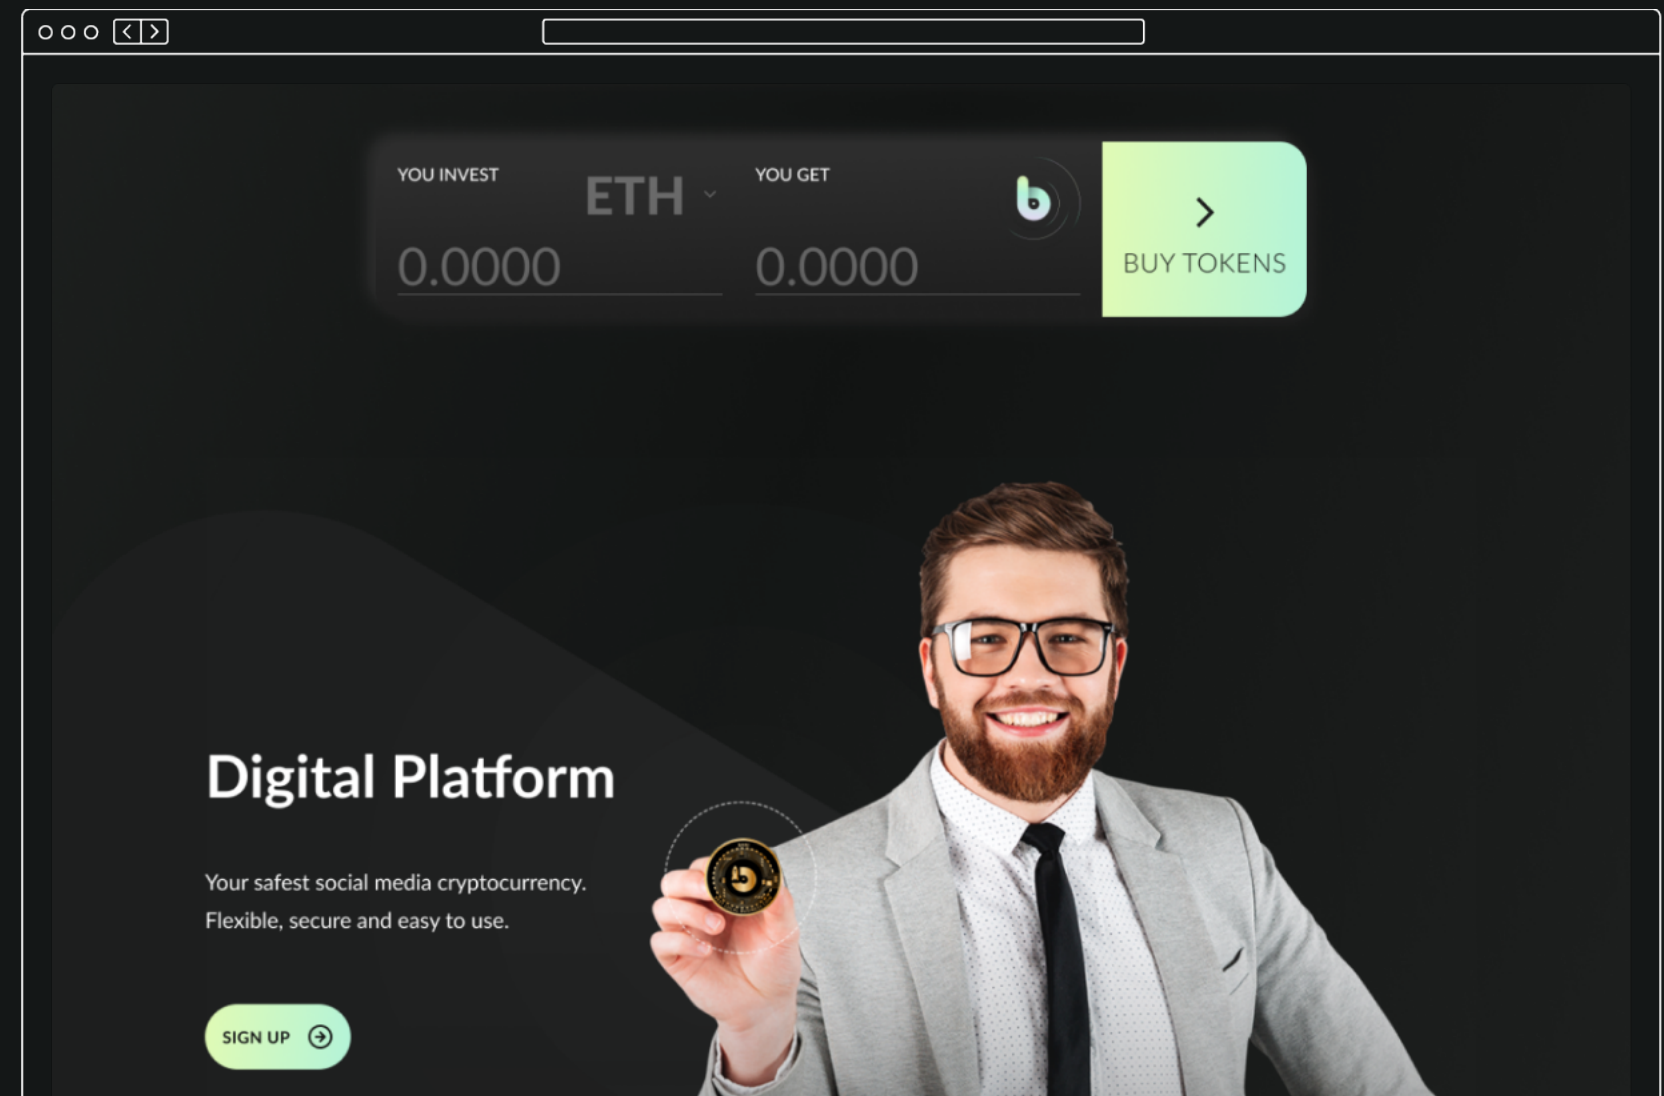 YOU INVEST
ETH
YOU GET
b
0.0000
0.0000
BUY TOKENS
Digital Platform
Your safest social media cryptocurrency.
Flexible, secure and easy to use.
SIGN UP